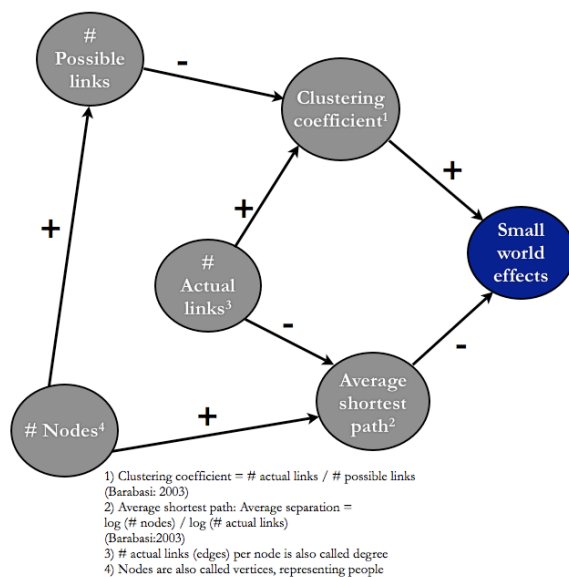 #
Possible
links
-
Clustering
coefficient¹
+
+
+
Small
world
effects
#
Actual
links³
-
-
Average
shortest
path²
+
# Nodes⁴
1) Clustering coefficient = # actual links / # possible links
(Barabasi: 2003)
2) Average shortest path: Average separation =
log (# nodes) / log (# actual links)
(Barabasi:2003)
3) # actual links (edges) per node is also called degree
4) Nodes are also called vertices, representing people